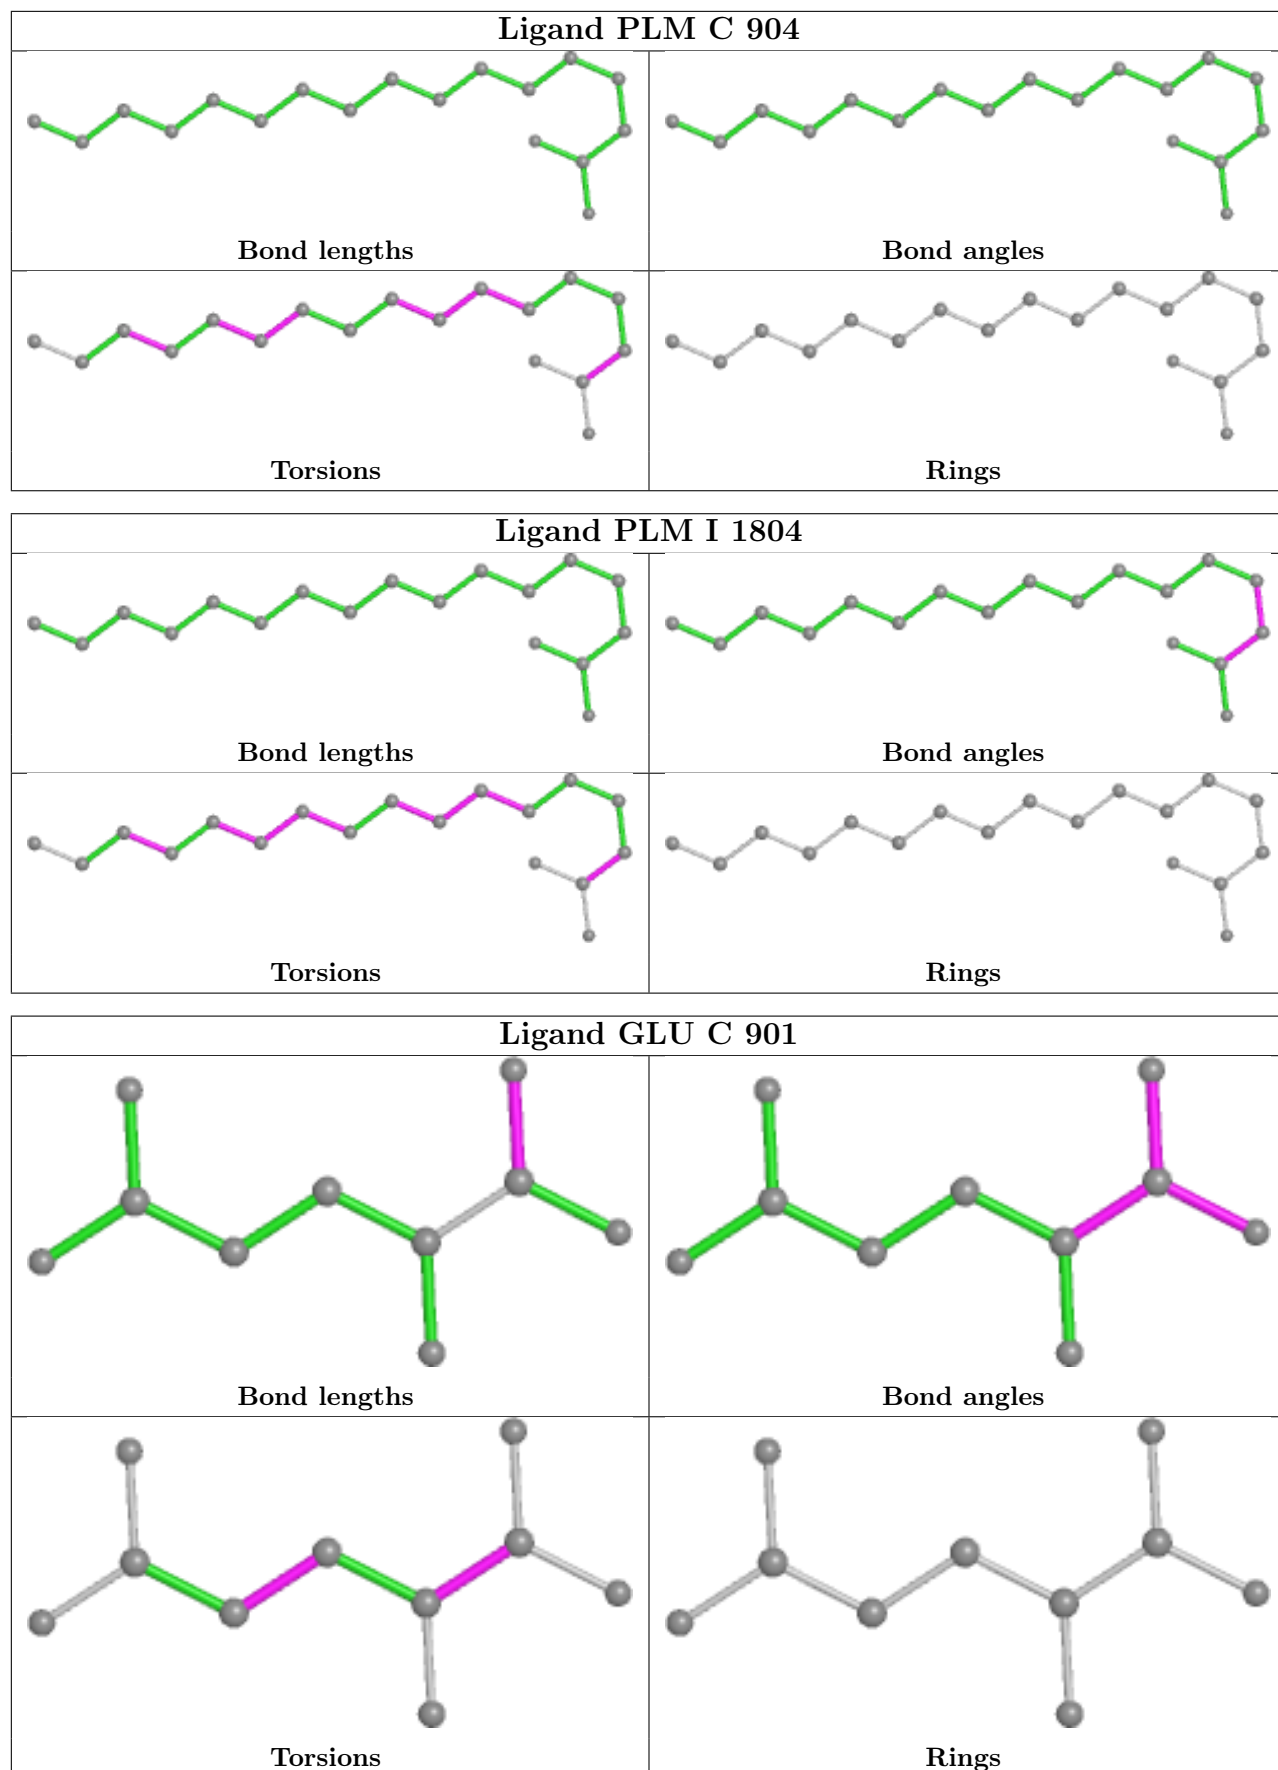 Ligand PLM C 904
Bond lengths
Bond angles
Torsions
Rings
Ligand PLM I 1804
Bond lengths
Bond angles
Torsions
Rings
Ligand GLU C 901
Bond lengths
Bond angles
Torsions
Rings